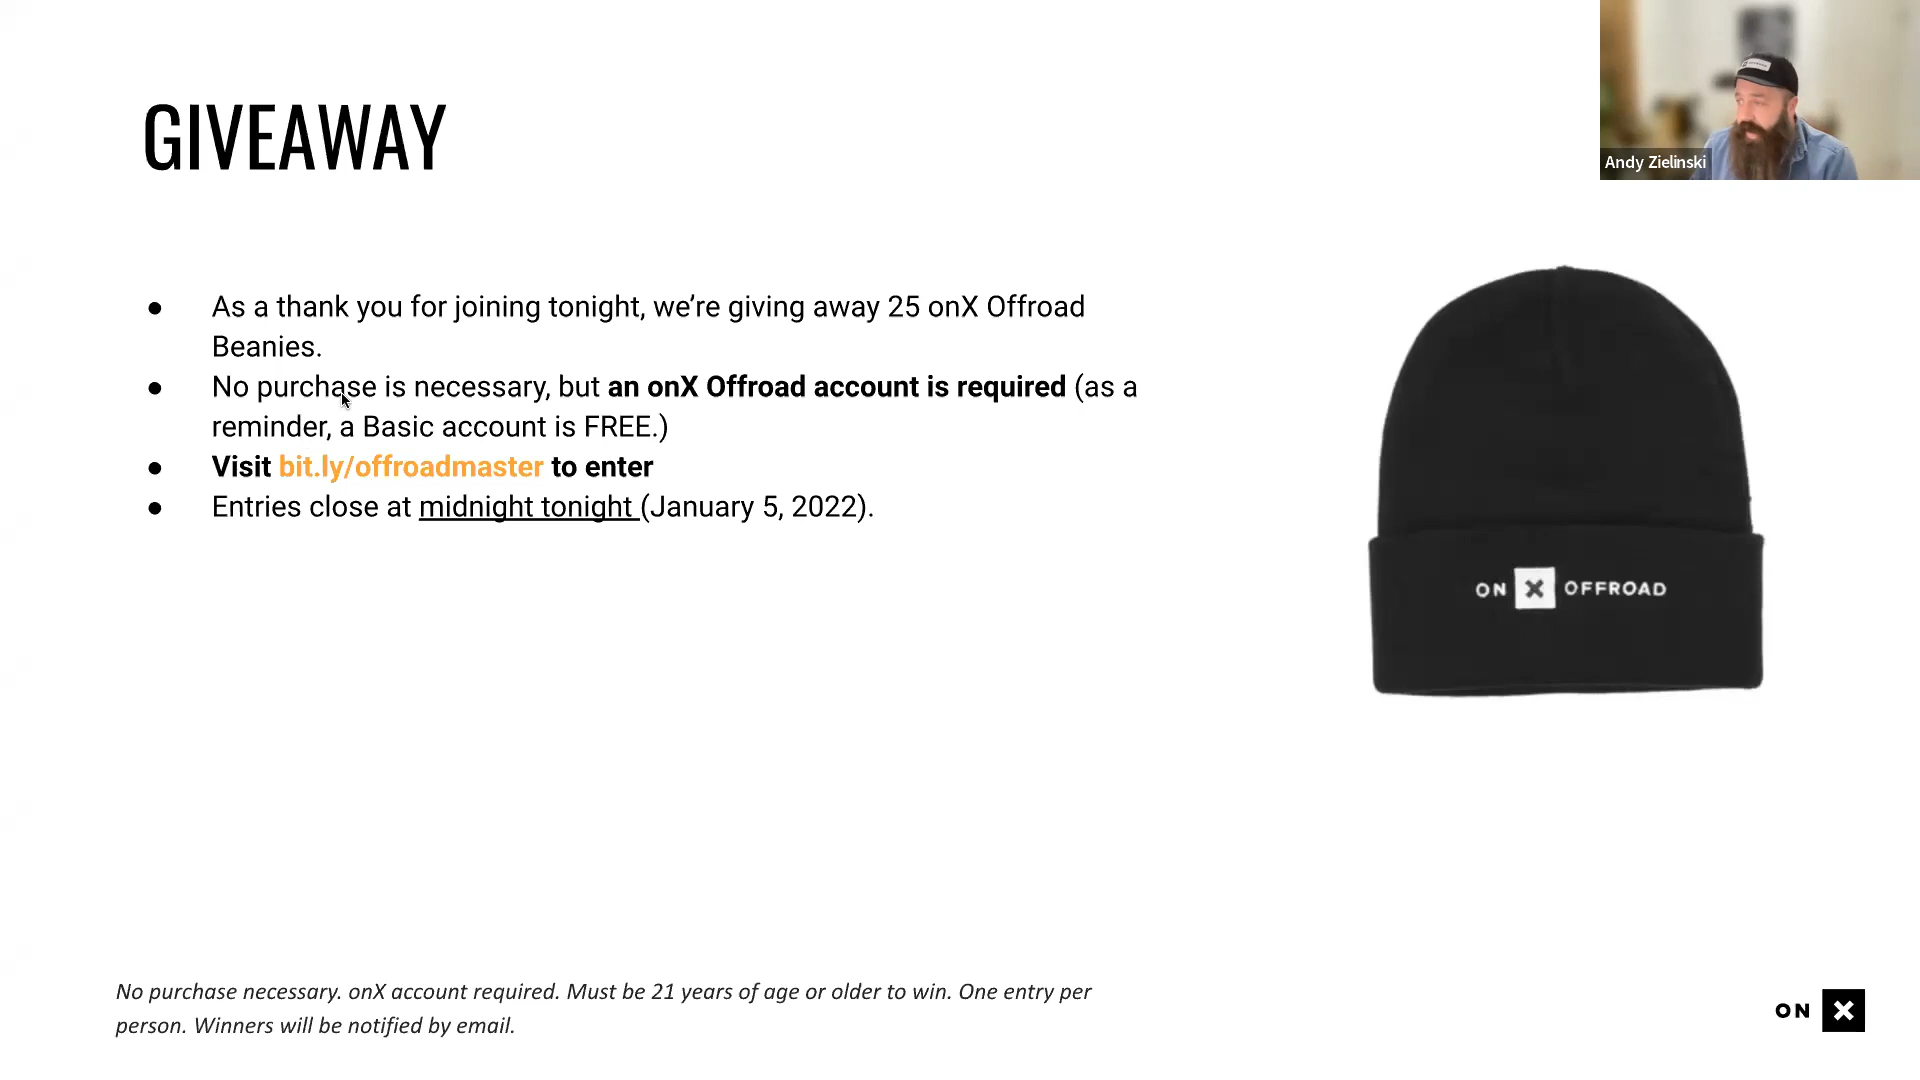 Andy Zielinski
GIVEAWAY
● As a thank you for joining tonight, we’re giving away 25 onX Offroad
Beanies.
● No purchase is necessary, but an onX Offroad account is required (as a
reminder, a Basic account is FREE.)
● Visit bit.ly/offroadmaster to enter
● Entries close at midnight tonight (January 5, 2022).
ON X OFFROAD
No purchase necessary. onX account required. Must be 21 years of age or older to win. One entry per
person. Winners will be notified by email.
ON X